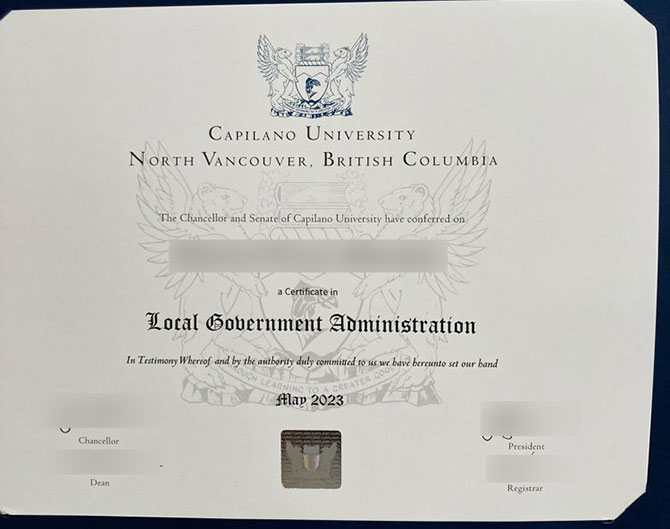 CAPILANO UNIVERSITY
NORTH VANCOUVER, BRITISH COLUMBIA
The Chancellor and Senate of Capilano University have conferred on
a Certificate in
Local Government Administration
In Testimony Whereof and by the authority duly committed to us we have hereunto set our hand
May 2023
Chancellor
President
Dean
Registrar